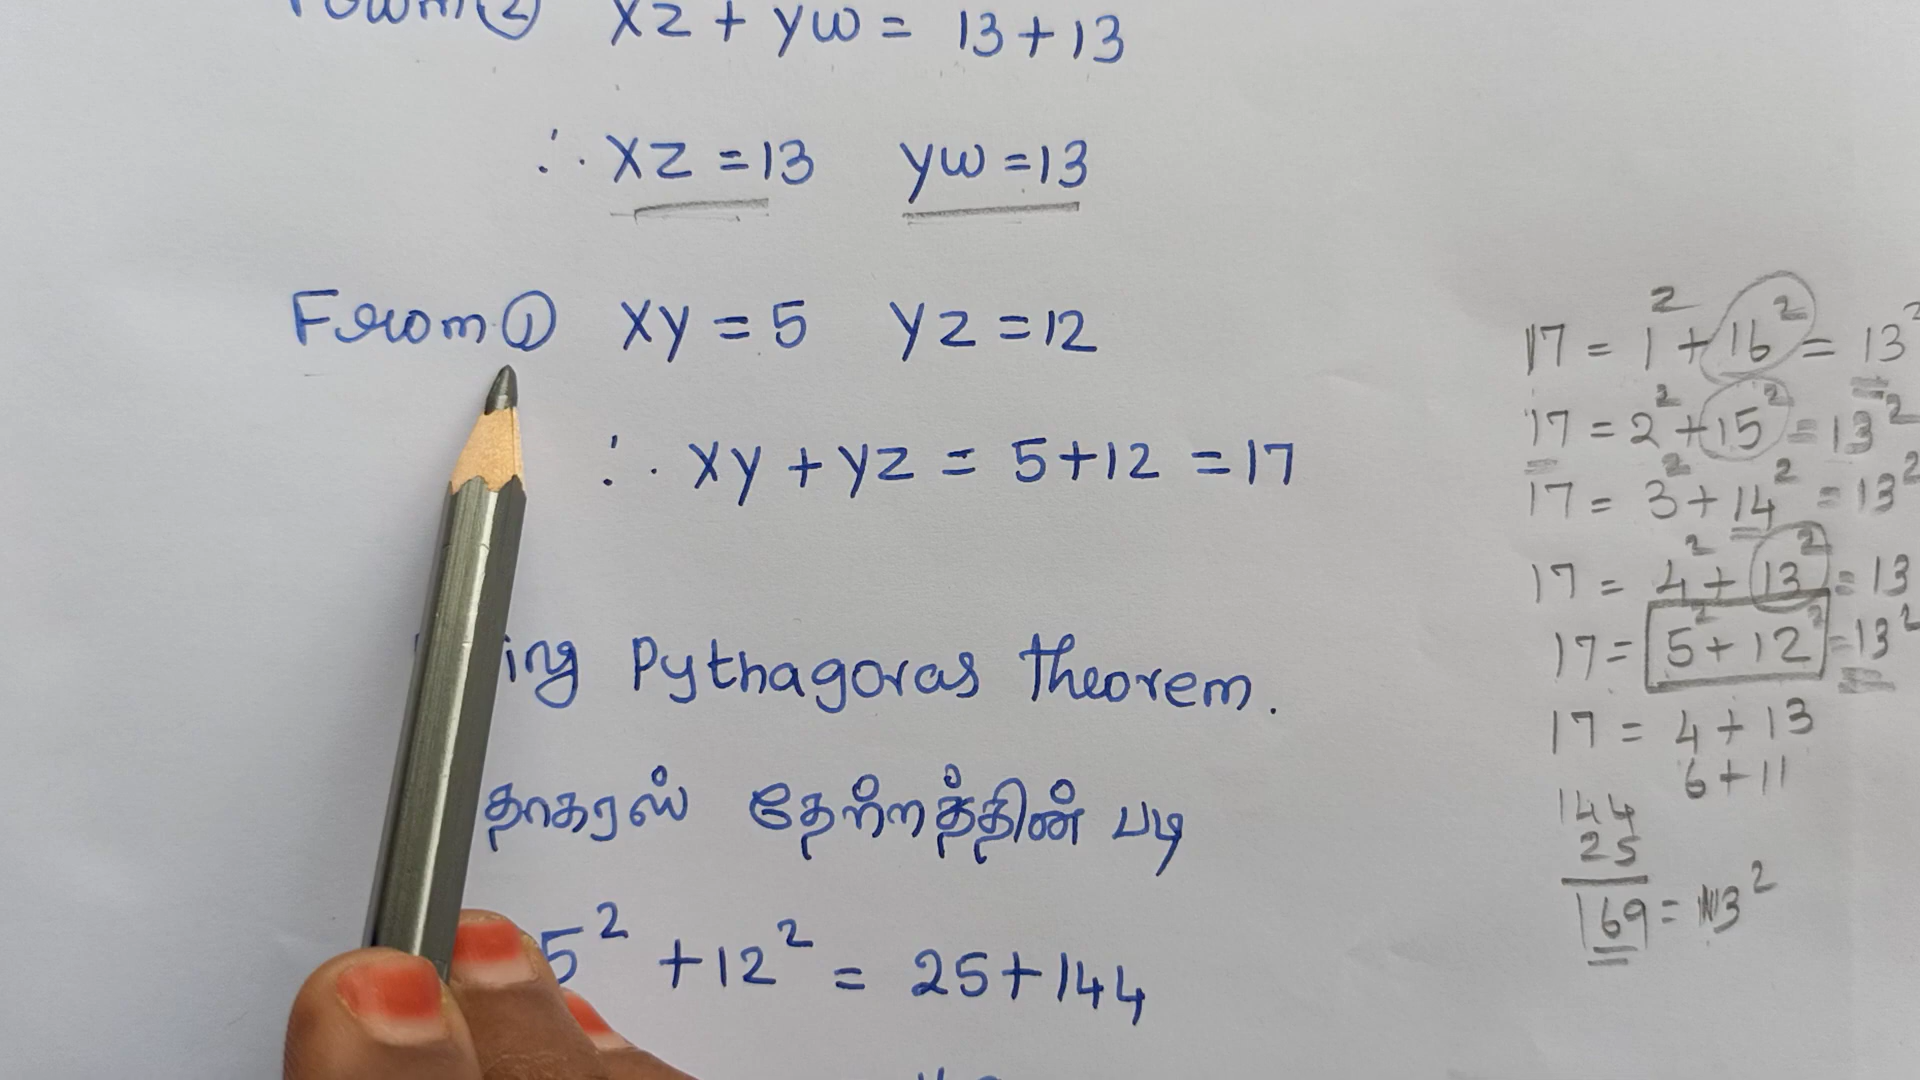 XZ + YW = 13+13
∴ XZ = 13 YW = 13
From ① XY = 5 YZ = 12
∴ XY + YZ = 5+12 = 17
ing Pythagoras theorem.
தாகரஸ் தேற்றத்தின் படி
5² + 12² = 25+144
17 = 1² + 16² = 13²
17 = 2² + 15² = 13²
17 = 3² + 14² = 13²
17 = 4² + 13² = 13
17 = 5² + 12² = 13²
17 = 4 + 13
6 + 11
144
25
169 = 13²